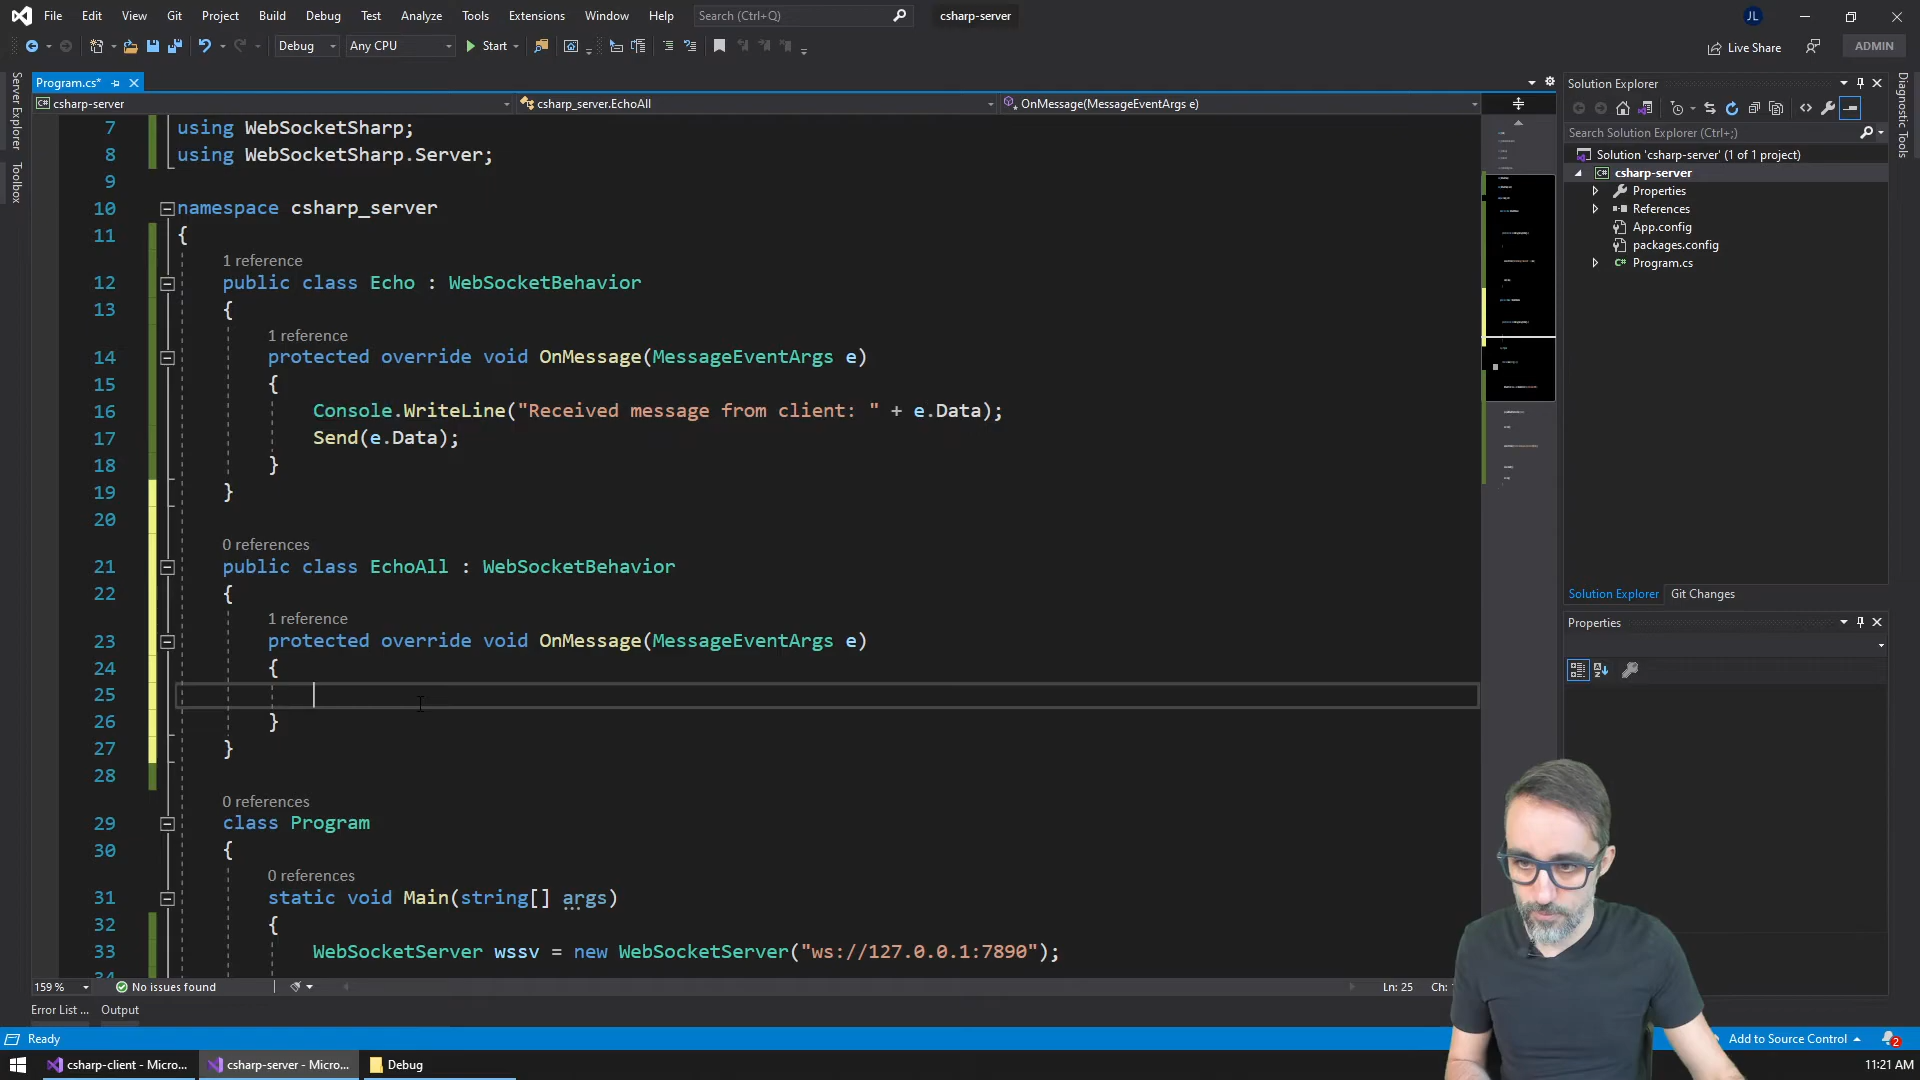 File Edit View Git Project Build Debug Test Analyze Tools Extensions Window Help Search (Ctrl+Q) csharp-server JL
Debug Any CPU Start Live Share ADMIN
Server Explorer
Toolbox
Program.cs*
csharp-server csharp_server.EchoAll OnMessage(MessageEventArgs e)
7 using WebSocketSharp;
8 using WebSocketSharp.Server;
9
10 namespace csharp_server
11 {
1 reference
12 public class Echo : WebSocketBehavior
13 {
1 reference
14 protected override void OnMessage(MessageEventArgs e)
15 {
16 Console.WriteLine("Received message from client: " + e.Data);
17 Send(e.Data);
18 }
19 }
20
0 references
21 public class EchoAll : WebSocketBehavior
22 {
1 reference
23 protected override void OnMessage(MessageEventArgs e)
24 {
25
26 }
27 }
28
0 references
29 class Program
30 {
0 references
31 static void Main(string[] args)
32 {
33 WebSocketServer wssv = new WebSocketServer("ws://127.0.0.1:7890");
34
159 % No issues found Ln: 25 Ch:
Error List ... Output
Solution Explorer
Search Solution Explorer (Ctrl+;)
Solution 'csharp-server' (1 of 1 project)
csharp-server
Properties
References
App.config
packages.config
Program.cs
Solution Explorer Git Changes
Properties
Diagnostic Tools
Ready Add to Source Control 2
csharp-client - Micro... csharp-server - Micro... Debug 11:21 AM